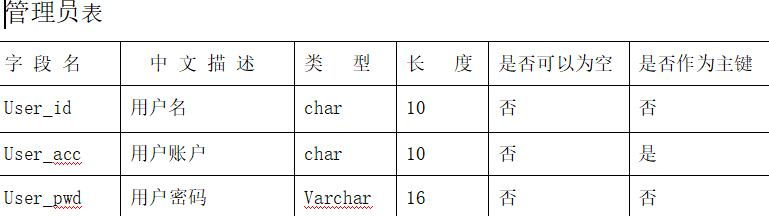 管理员表
字 段 名 中 文 描 述 类 型 长 度 是否可以为空 是否作为主键
User_id 用户名 char 10 否 否
User_acc 用户账户 char 10 否 是
User_pwd 用户密码 Varchar 16 否 否